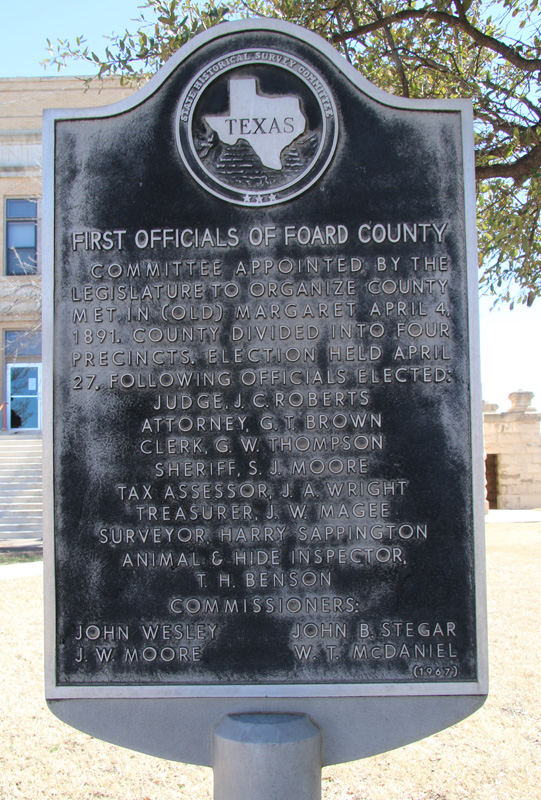 STATE HISTORICAL SURVEY COMMITTEE
TEXAS
FIRST OFFICIALS OF FOARD COUNTY
COMMITTEE APPOINTED BY THE
LEGISLATURE TO ORGANIZE COUNTY
MET IN (OLD) MARGARET APRIL 4,
1891. COUNTY DIVIDED INTO FOUR
PRECINCTS. ELECTION HELD APRIL
27, FOLLOWING OFFICIALS ELECTED:
JUDGE, J. C. ROBERTS
ATTORNEY, G. T. BROWN
CLERK, G. W. THOMPSON
SHERIFF, S. J. MOORE
TAX ASSESSOR, J. A. WRIGHT
TREASURER, J. W. MAGEE
SURVEYOR, HARRY SAPPINGTON
ANIMAL & HIDE INSPECTOR,
T. H. BENSON
COMMISSIONERS:
JOHN WESLEY JOHN B. STEGAR
J. W. MOORE W. T. McDANIEL
(1967)